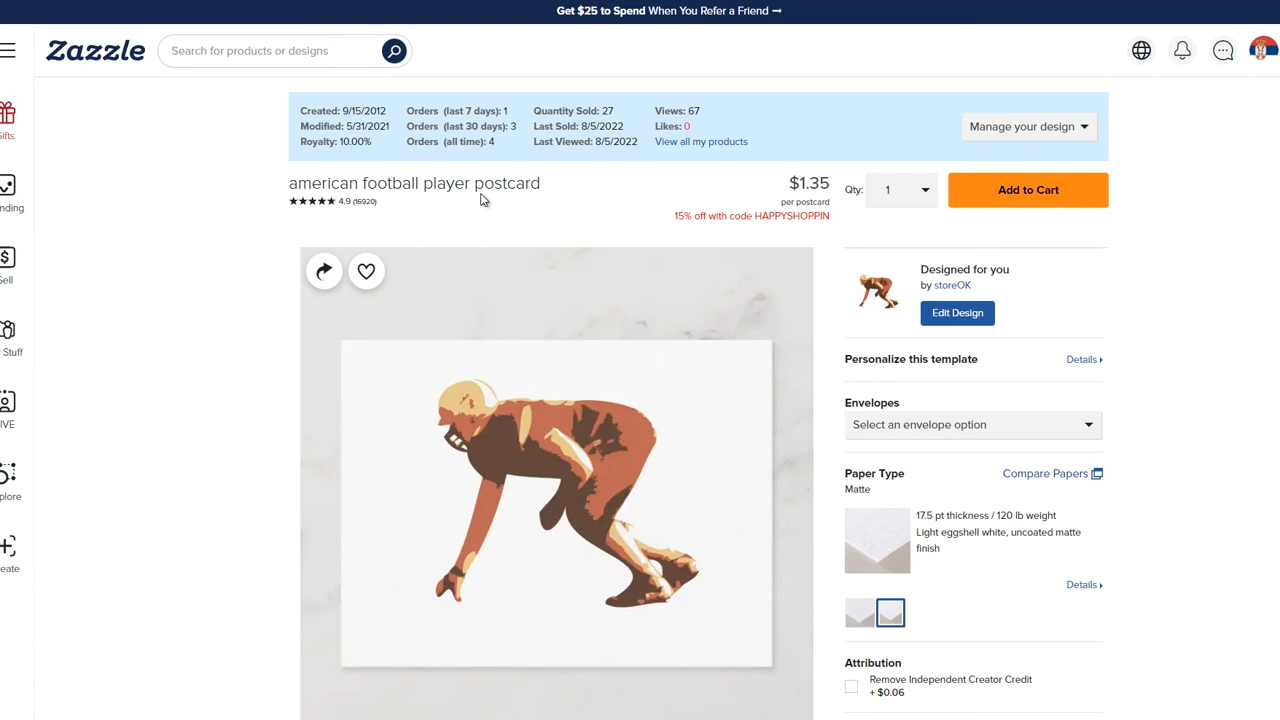 Get $25 to Spend When You Refer a Friend →
Zazzle
Search for products or designs
Gifts
Created: 9/15/2012 Orders (last 7 days): 1 Quantity Sold: 27 Views: 67
Modified: 5/31/2021 Orders (last 30 days): 3 Last Sold: 8/5/2022 Likes: 0
Royalty: 10.00% Orders (all time): 4 Last Viewed: 8/5/2022 View all my products
Manage your design
american football player postcard
4.9 (16920)
$1.35
per postcard
15% off with code HAPPYSHOPPIN
Qty: 1
Add to Cart
nding
ell
Stuff
IVE
plore
eate
Designed for you
by storeOK
Edit Design
Personalize this template Details
Envelopes
Select an envelope option
Paper Type Compare Papers
Matte
17.5 pt thickness / 120 lb weight
Light eggshell white, uncoated matte
finish
Details
Attribution
Remove Independent Creator Credit
+ $0.06